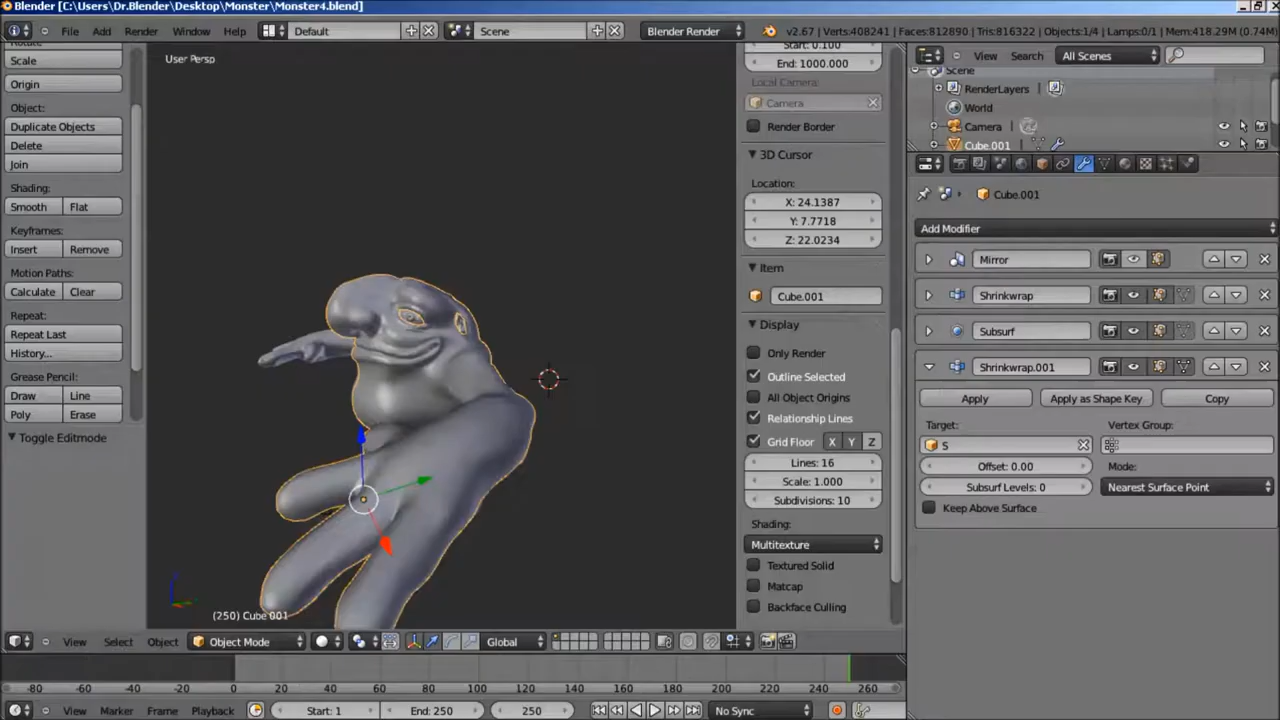 Blender [C:\Users\Dr.Blender\Desktop\Monster\Monster4.blend]
File Add Render Window Help Default Scene Blender Render v2.67 | Verts:408241 | Faces:812890 | Tris:816322 | Objects:1/4 | Lamps:0/1 | Mem:418.29M (0.74M)
Scale
Origin
Object:
Duplicate Objects
Delete
Join
Shading:
Smooth Flat
Keyframes:
Insert Remove
Motion Paths:
Calculate Clear
Repeat:
Repeat Last
History...
Grease Pencil:
Draw Line
Poly Erase
Toggle Editmode
User Persp
(250) Cube.001
Start: 0.100
End: 1000.000
Local Camera:
Camera
Render Border
3D Cursor
Location:
X: 24.1387
Y: 7.7718
Z: 22.0234
Item
Cube.001
Display
Only Render
Outline Selected
All Object Origins
Relationship Lines
Grid Floor X Y Z
Lines: 16
Scale: 1.000
Subdivisions: 10
Shading:
Multitexture
Textured Solid
Matcap
Backface Culling
View Search All Scenes
Scene
RenderLayers
World
Camera
Cube.001
Cube.001
Add Modifier
Mirror
Shrinkwrap
Subsurf
Shrinkwrap.001
Apply Apply as Shape Key Copy
Target: Vertex Group:
S
Offset: 0.00 Mode:
Subsurf Levels: 0 Nearest Surface Point
Keep Above Surface
View Select Object Object Mode Global
-80 -60 -40 -20 0 20 40 60 80 100 120 140 160 180 200 220 240 260
View Marker Frame Playback Start: 1 End: 250 250 No Sync